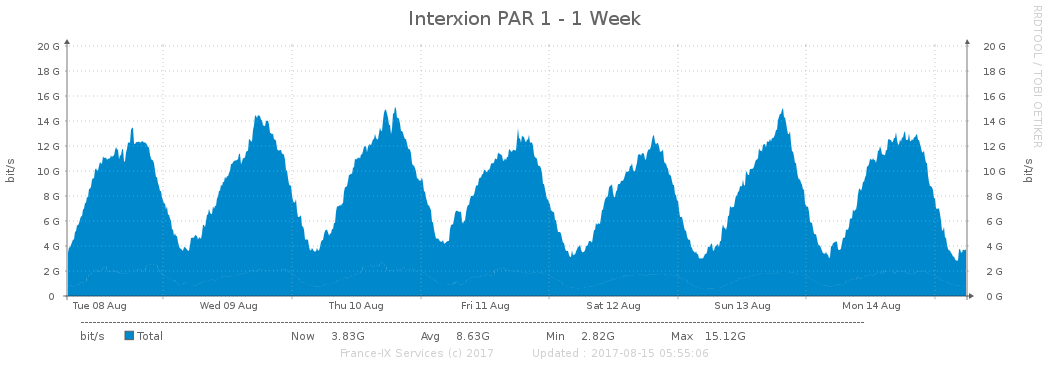 Interxion PAR 1 - 1 Week
RRDTOOL / TOBI OETIKER
20 G 20 G
18 G 18 G
16 G 16 G
14 G 14 G
12 G 12 G
10 G 10 G
8 G 8 G
6 G 6 G
4 G 4 G
2 G 2 G
0 0 G
bit/s
bit/s
Tue 08 Aug Wed 09 Aug Thu 10 Aug Fri 11 Aug Sat 12 Aug Sun 13 Aug Mon 14 Aug
bit/s Total Now 3.83G Avg 8.63G Min 2.82G Max 15.12G
France-IX Services (c) 2017 Updated : 2017-08-15 05:55:06